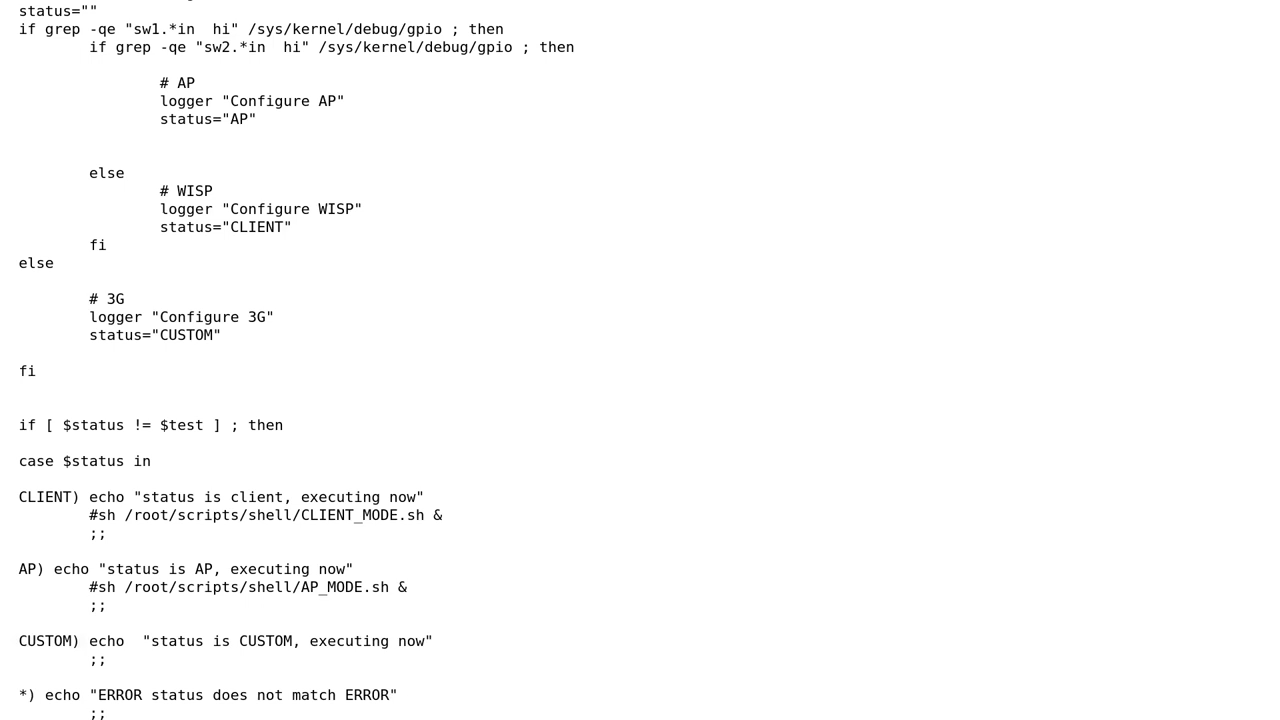 status=""
if grep -qe "sw1.*in  hi" /sys/kernel/debug/gpio ; then
        if grep -qe "sw2.*in  hi" /sys/kernel/debug/gpio ; then
                # AP
                logger "Configure AP"
                status="AP"
        else
                # WISP
                logger "Configure WISP"
                status="CLIENT"
        fi
else
        # 3G
        logger "Configure 3G"
        status="CUSTOM"
fi
if [ $status != $test ] ; then
case $status in
CLIENT) echo "status is client, executing now"
        #sh /root/scripts/shell/CLIENT_MODE.sh &
        ;;
AP) echo "status is AP, executing now"
        #sh /root/scripts/shell/AP_MODE.sh &
        ;;
CUSTOM) echo  "status is CUSTOM, executing now"
        ;;
*) echo "ERROR status does not match ERROR"
        ;;